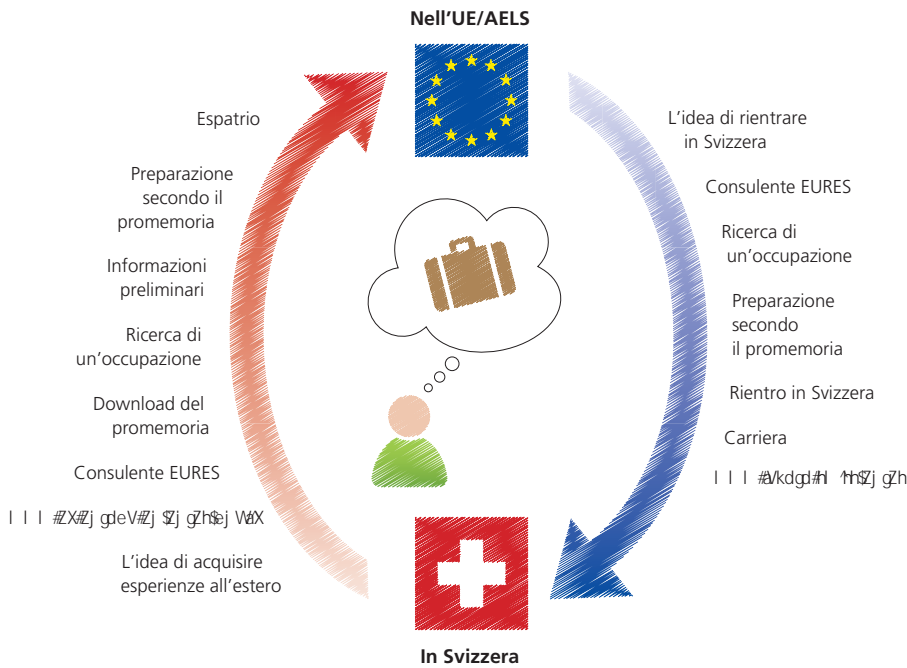 Nell'UE/AELS
Espatrio
Preparazione
secondo il
promemoria
Informazioni
preliminari
Ricerca di
un'occupazione
Download del
promemoria
Consulente EURES
L'idea di acquisire
esperienze all'estero
L'idea di rientrare
in Svizzera
Consulente EURES
Ricerca di
un'occupazione
Preparazione
secondo
il promemoria
Rientro in Svizzera
Carriera
In Svizzera